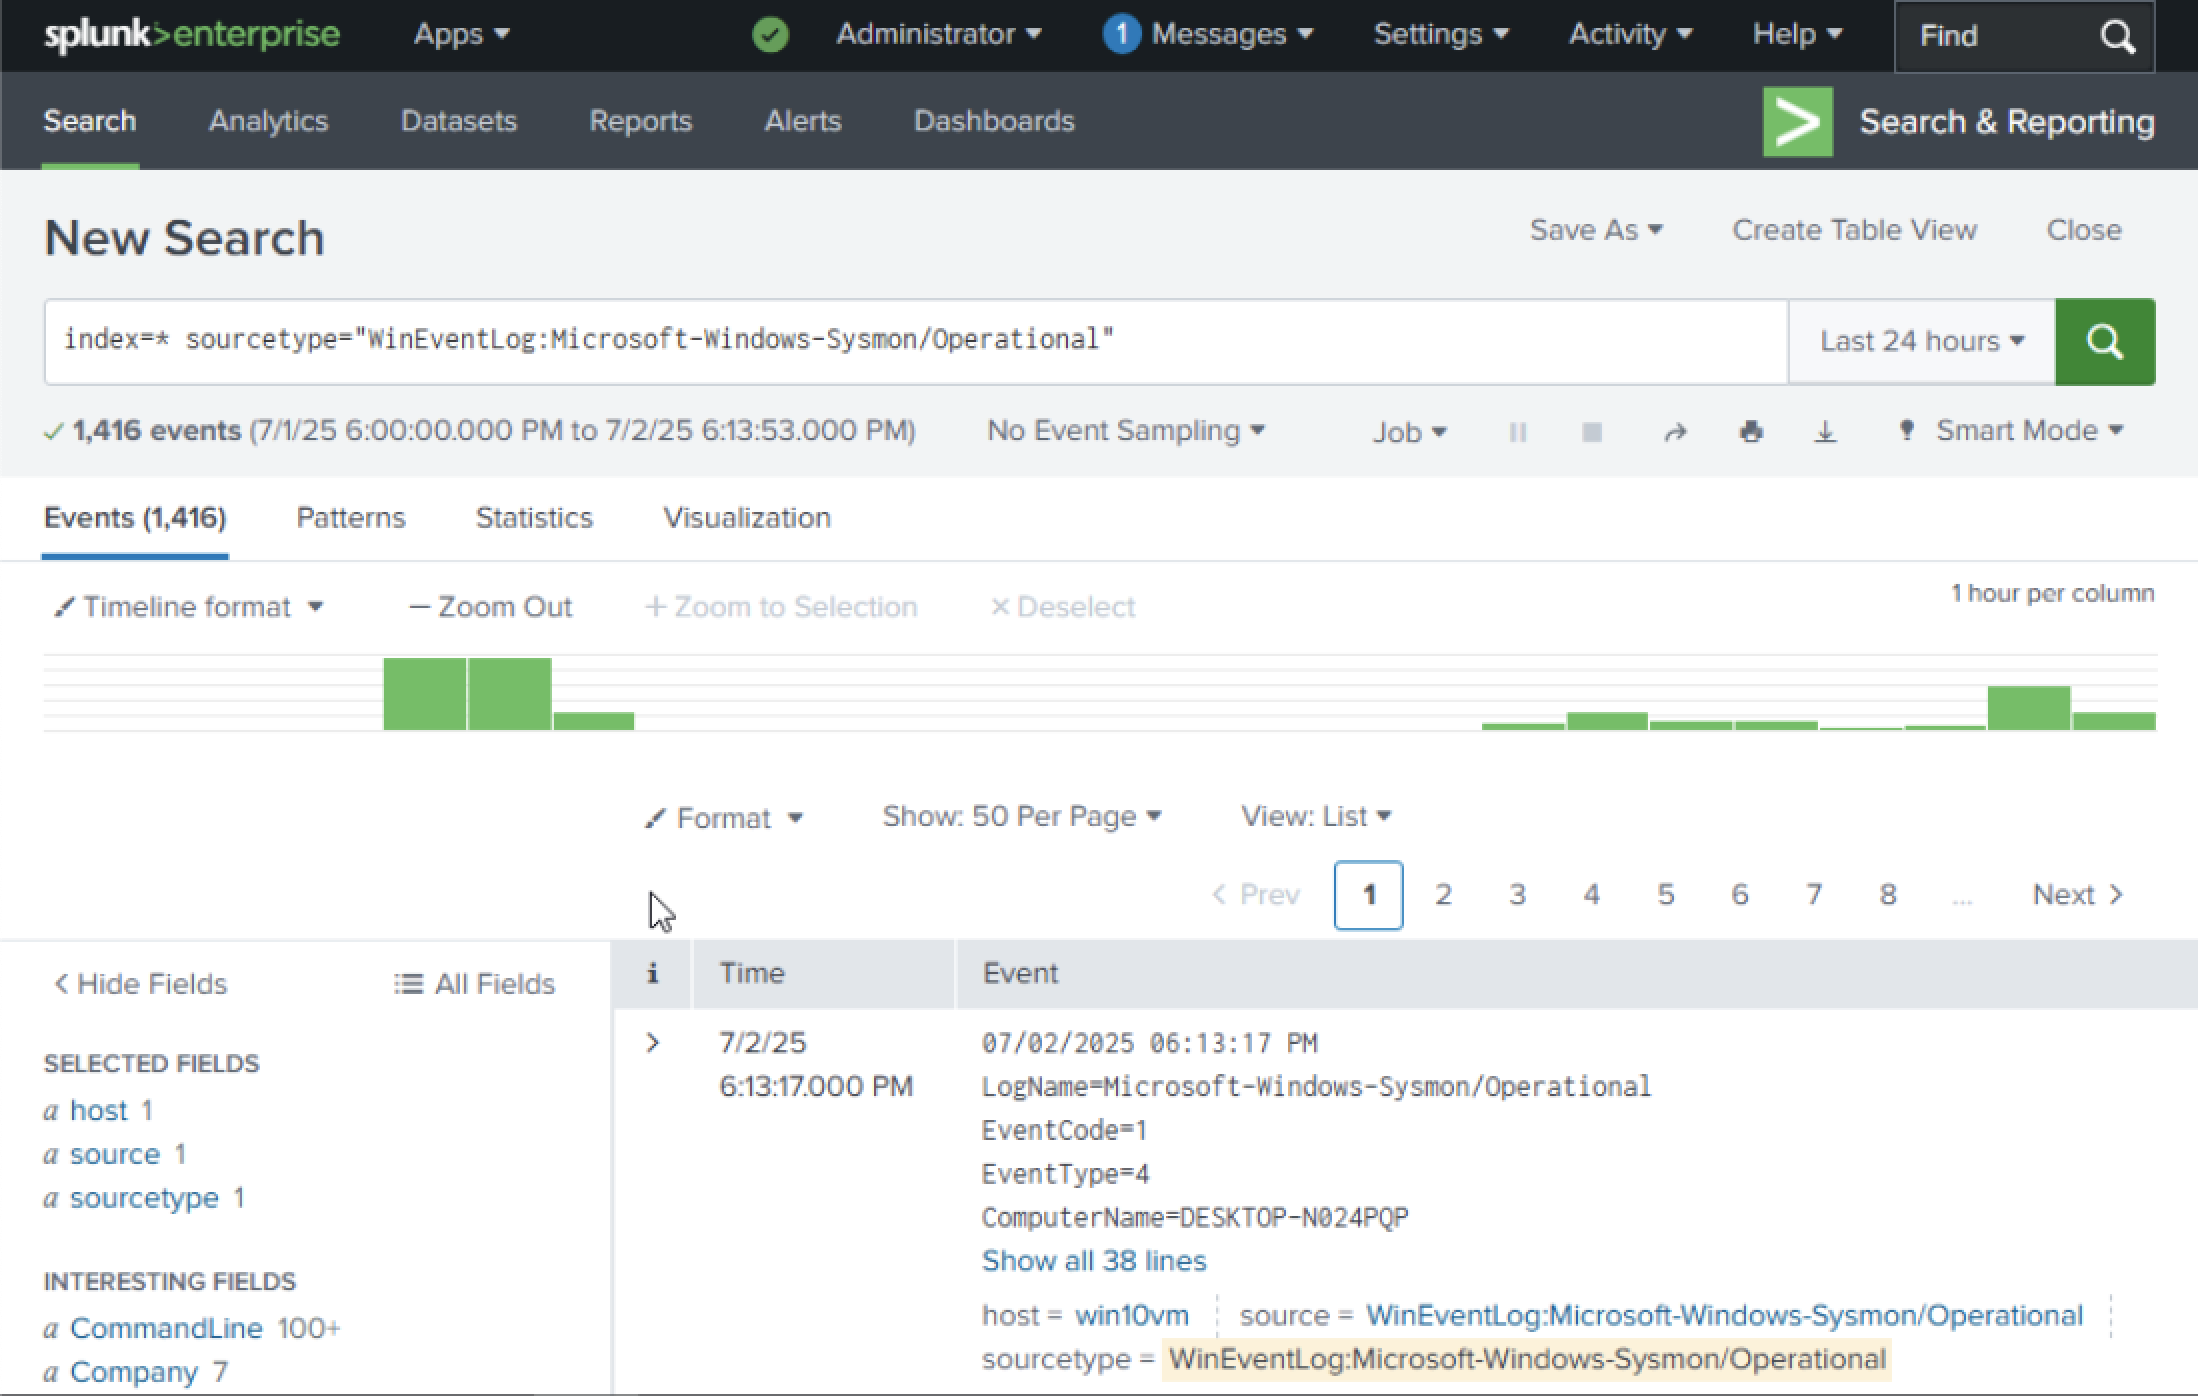 splunk>enterprise Apps Administrator 1 Messages Settings Activity Help Find
Search Analytics Datasets Reports Alerts Dashboards Search & Reporting
New Search Save As Create Table View Close
index=* sourcetype="WinEventLog:Microsoft-Windows-Sysmon/Operational" Last 24 hours
1,416 events (7/1/25 6:00:00.000 PM to 7/2/25 6:13:53.000 PM) No Event Sampling Job Smart Mode
Events (1,416) Patterns Statistics Visualization
Timeline format — Zoom Out + Zoom to Selection × Deselect 1 hour per column
Format Show: 50 Per Page View: List
< Prev 1 2 3 4 5 6 7 8 ... Next >
< Hide Fields All Fields i Time Event
SELECTED FIELDS
a host 1
a source 1
a sourcetype 1
INTERESTING FIELDS
a CommandLine 100+
a Company 7
> 7/2/25 07/02/2025 06:13:17 PM
6:13:17.000 PM LogName=Microsoft-Windows-Sysmon/Operational
EventCode=1
EventType=4
ComputerName=DESKTOP-N024PQP
Show all 38 lines
host = win10vm source = WinEventLog:Microsoft-Windows-Sysmon/Operational
sourcetype = WinEventLog:Microsoft-Windows-Sysmon/Operational